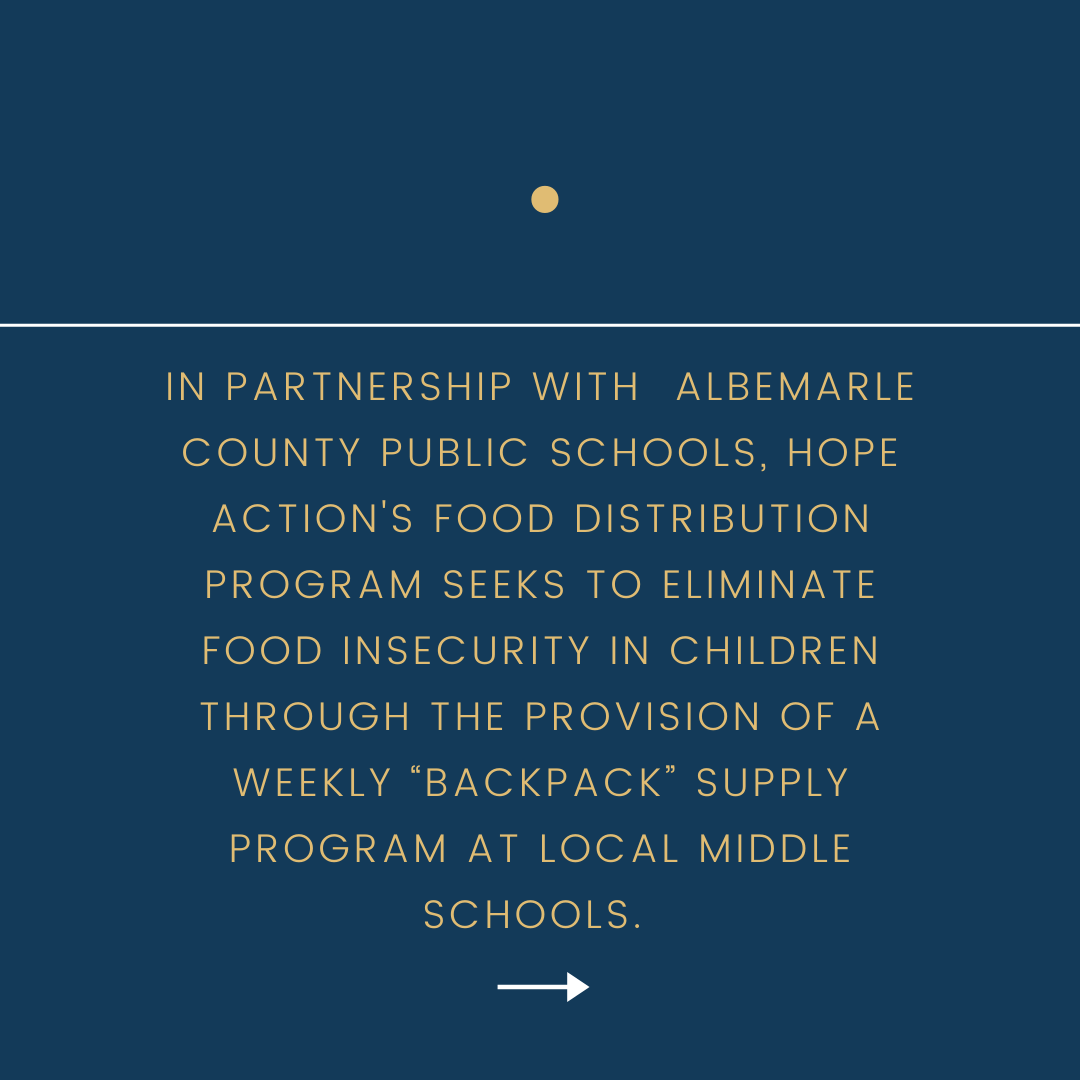 IN PARTNERSHIP WITH  ALBEMARLE
COUNTY PUBLIC SCHOOLS, HOPE
ACTION'S FOOD DISTRIBUTION
PROGRAM SEEKS TO ELIMINATE
FOOD INSECURITY IN CHILDREN
THROUGH THE PROVISION OF A
WEEKLY “BACKPACK” SUPPLY
PROGRAM AT LOCAL MIDDLE
SCHOOLS.